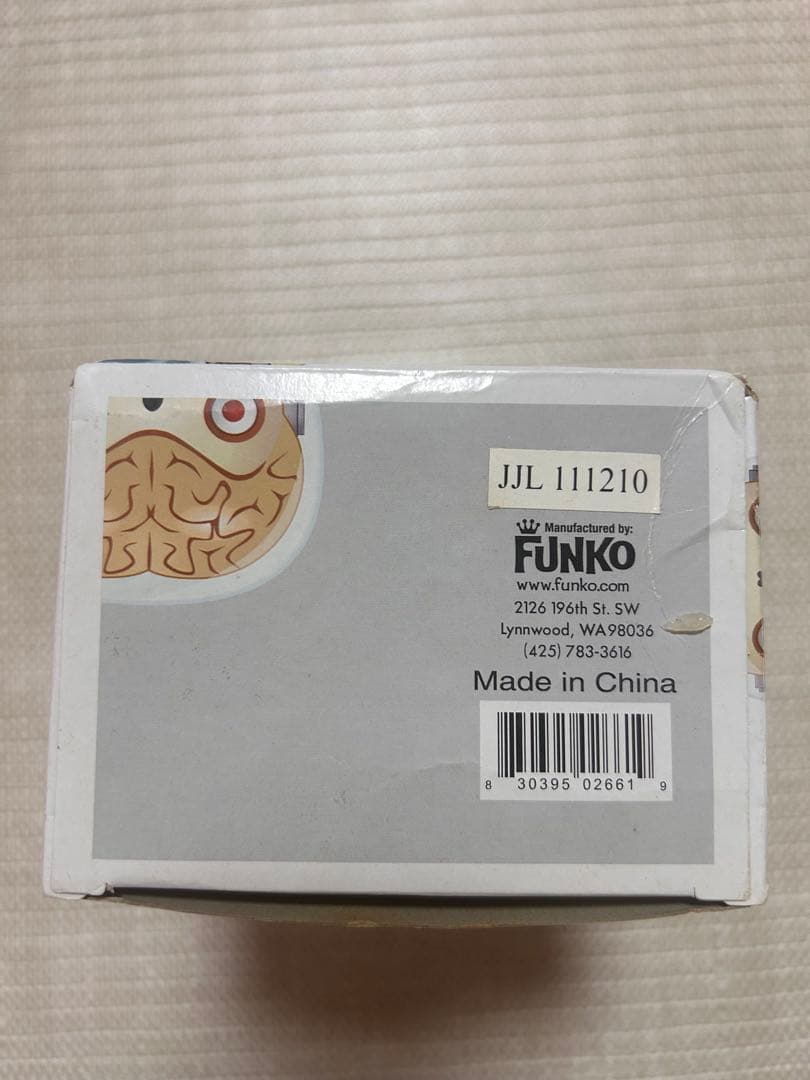 JJL 111210
Manufactured by:
FUNKO
www.funko.com
2126 196th St. SW
Lynnwood, WA98036
(425) 783-3616
Made in China
8 30395 02661 9